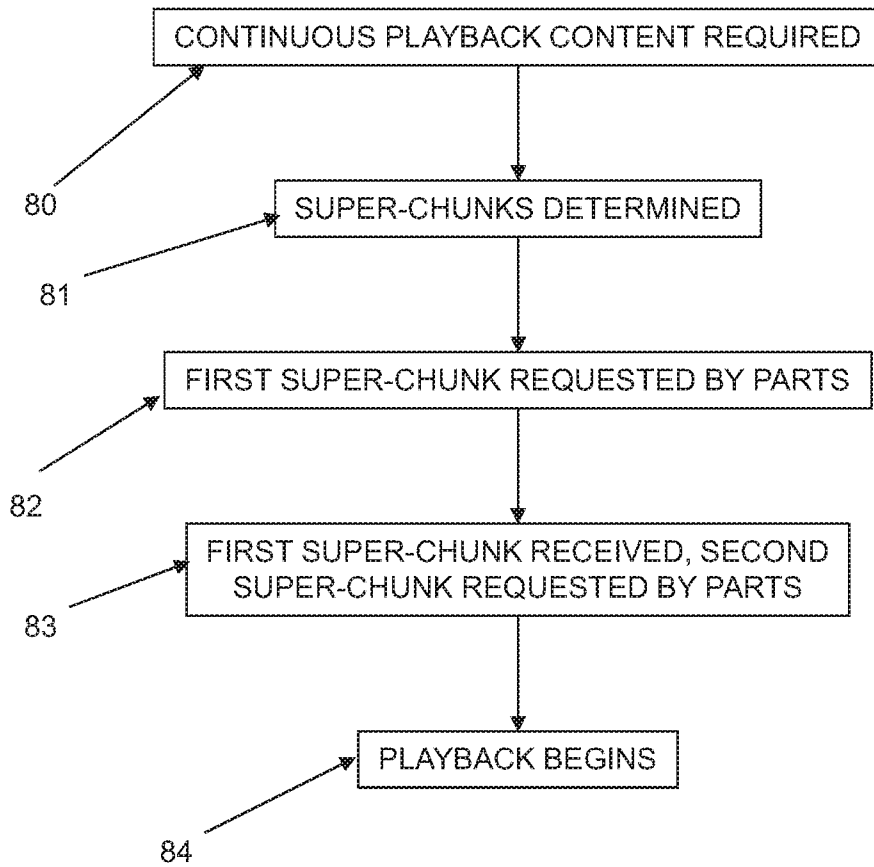 CONTINUOUS PLAYBACK CONTENT REQUIRED
80
SUPER-CHUNKS DETERMINED
81
FIRST SUPER-CHUNK REQUESTED BY PARTS
82
FIRST SUPER-CHUNK RECEIVED, SECOND
SUPER-CHUNK REQUESTED BY PARTS
83
PLAYBACK BEGINS
84